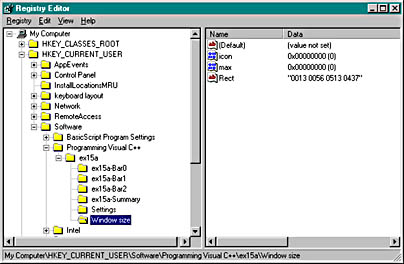 Registry Editor
Registry Edit View Help
My Computer
HKEY_CLASSES_ROOT
HKEY_CURRENT_USER
AppEvents
Control Panel
InstallLocationsMRU
keyboard layout
Network
RemoteAccess
Software
BasicScript Program Settings
Programming Visual C++
ex15a
ex15a-Bar0
ex15a-Bar1
ex15a-Bar2
ex15a-Summary
Settings
Window size
Intel
Name Data
(Default) (value not set)
icon 0x00000000 (0)
max 0x00000000 (0)
Rect "0013 0056 0513 0437"
My Computer\HKEY_CURRENT_USER\Software\Programming Visual C++\ex15a\Window size